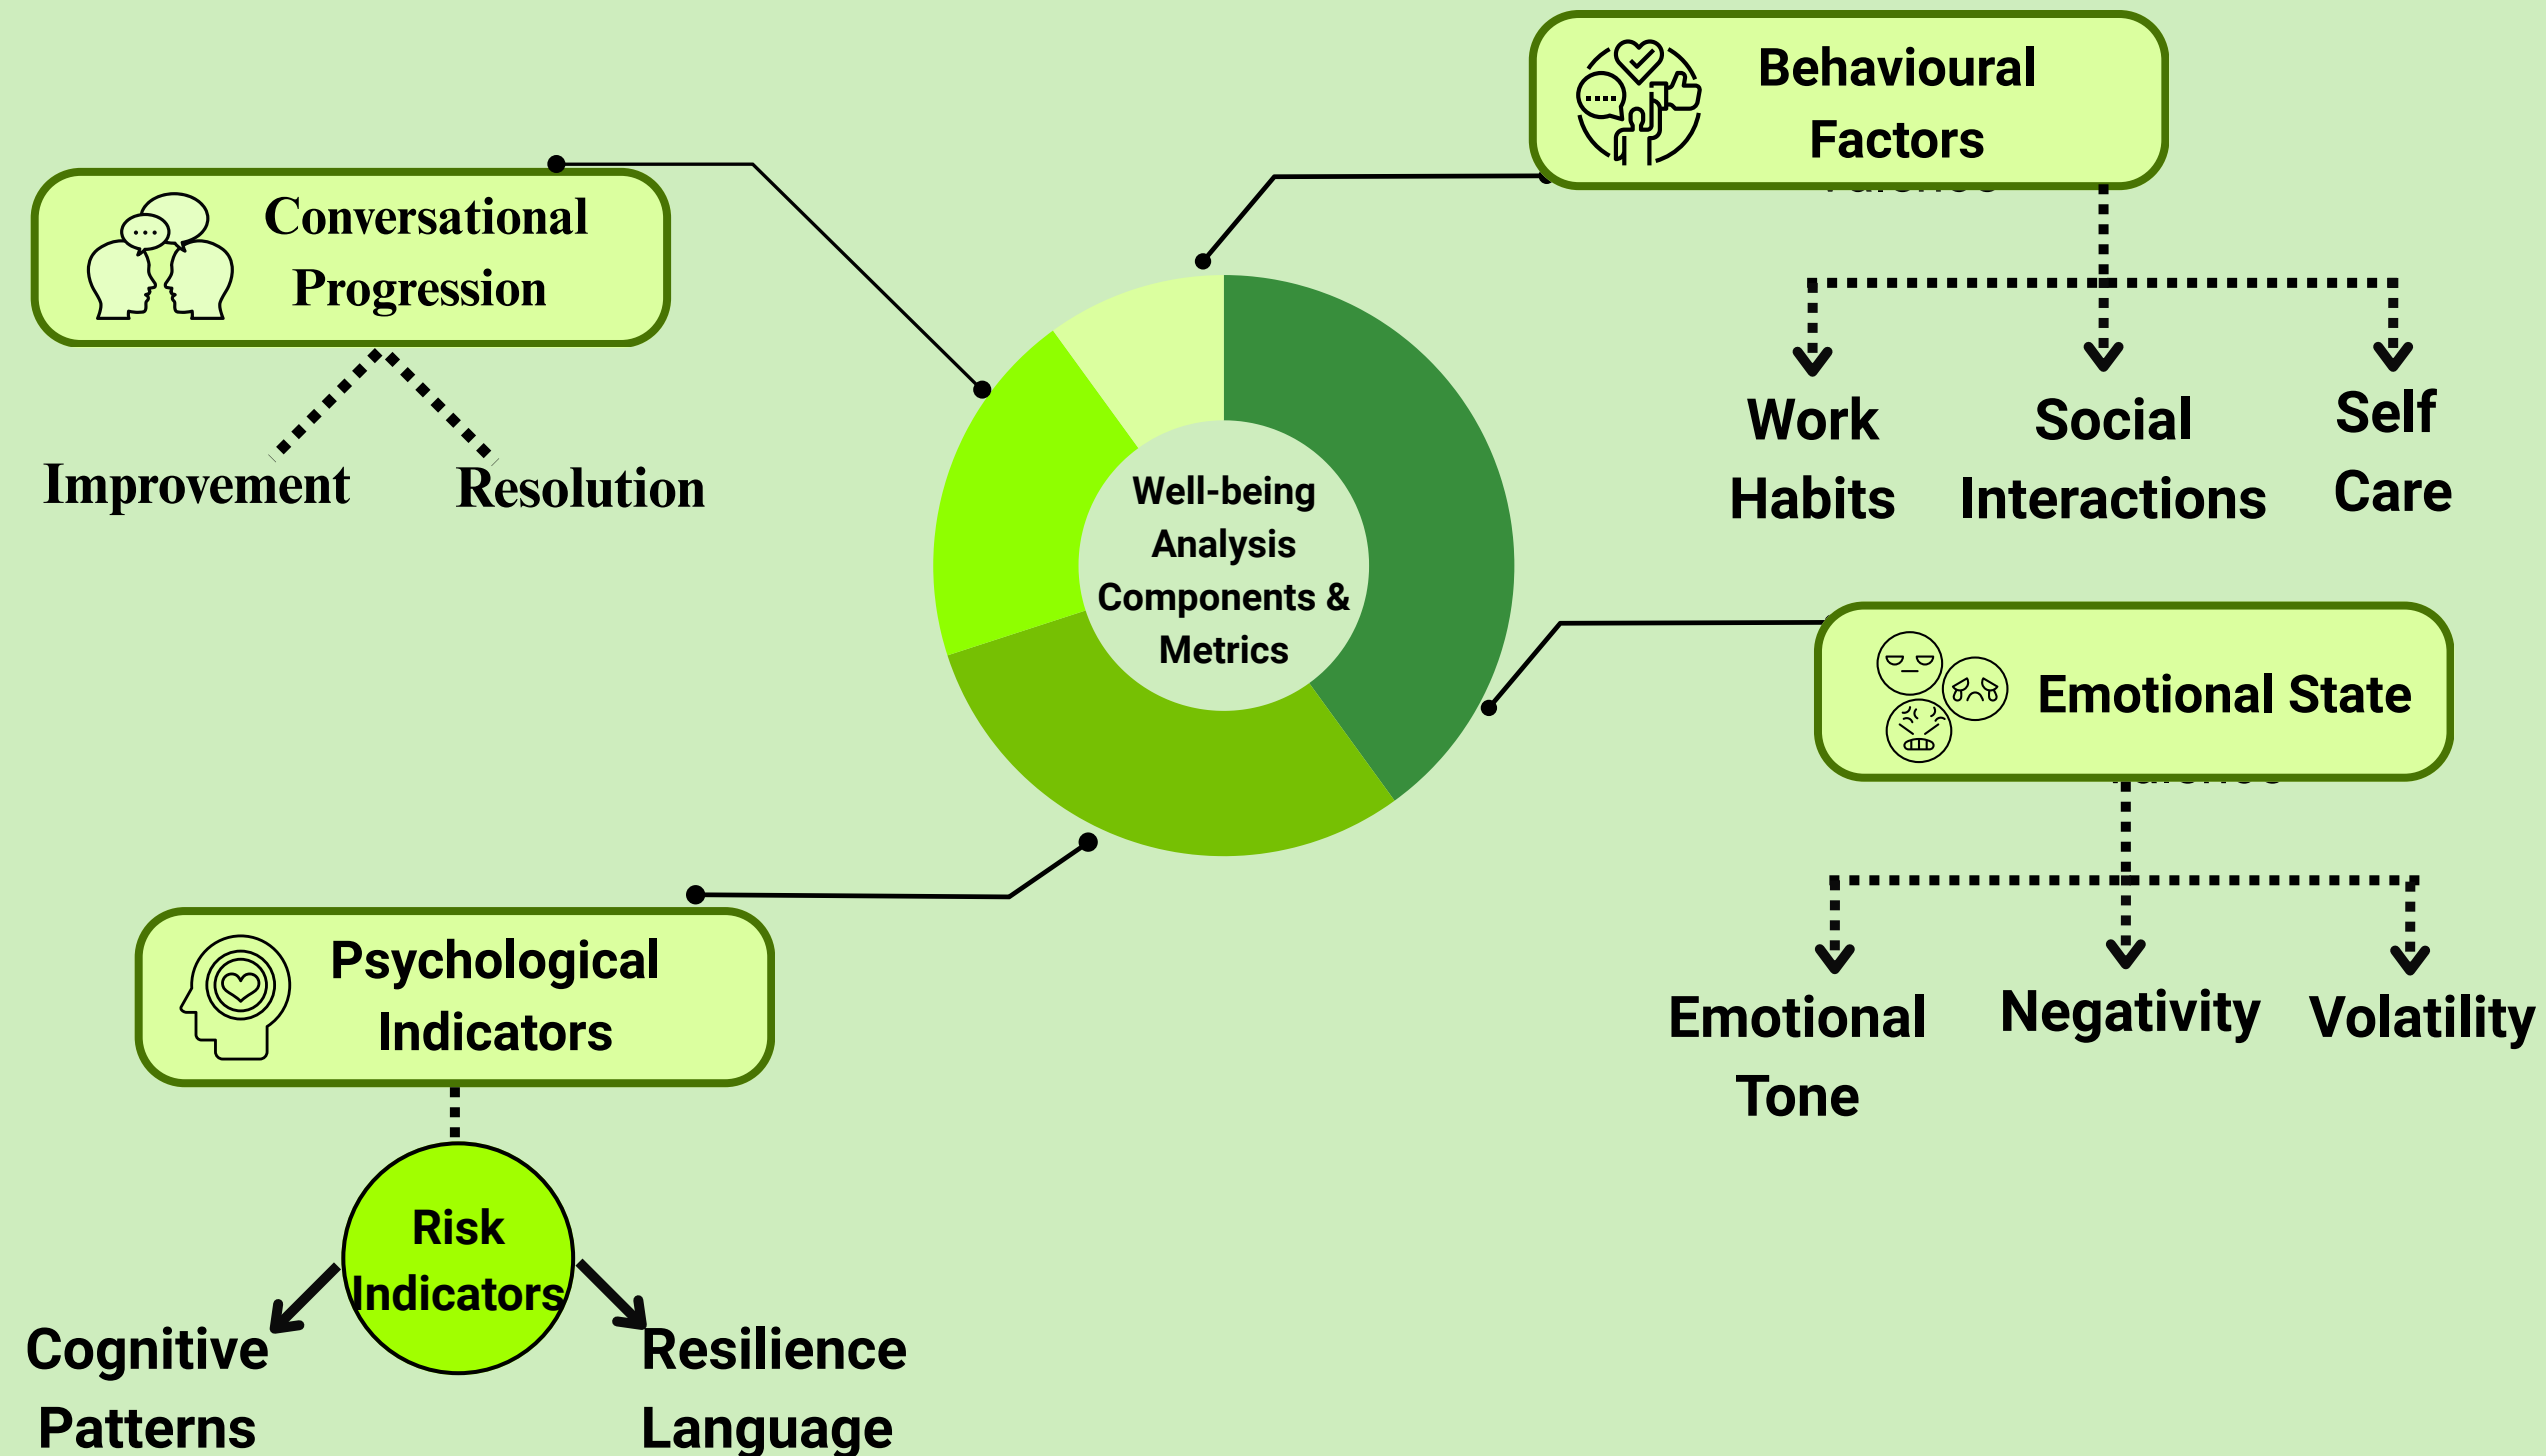 Behavioural
Factors
Conversational
Progression
Improvement
Resolution
Work
Habits
Social
Interactions
Self
Care
Well-being
Analysis
Components &
Metrics
Emotional State
Emotional
Tone
Negativity
Volatility
Psychological
Indicators
Risk
Indicators
Cognitive
Patterns
Resilience
Language